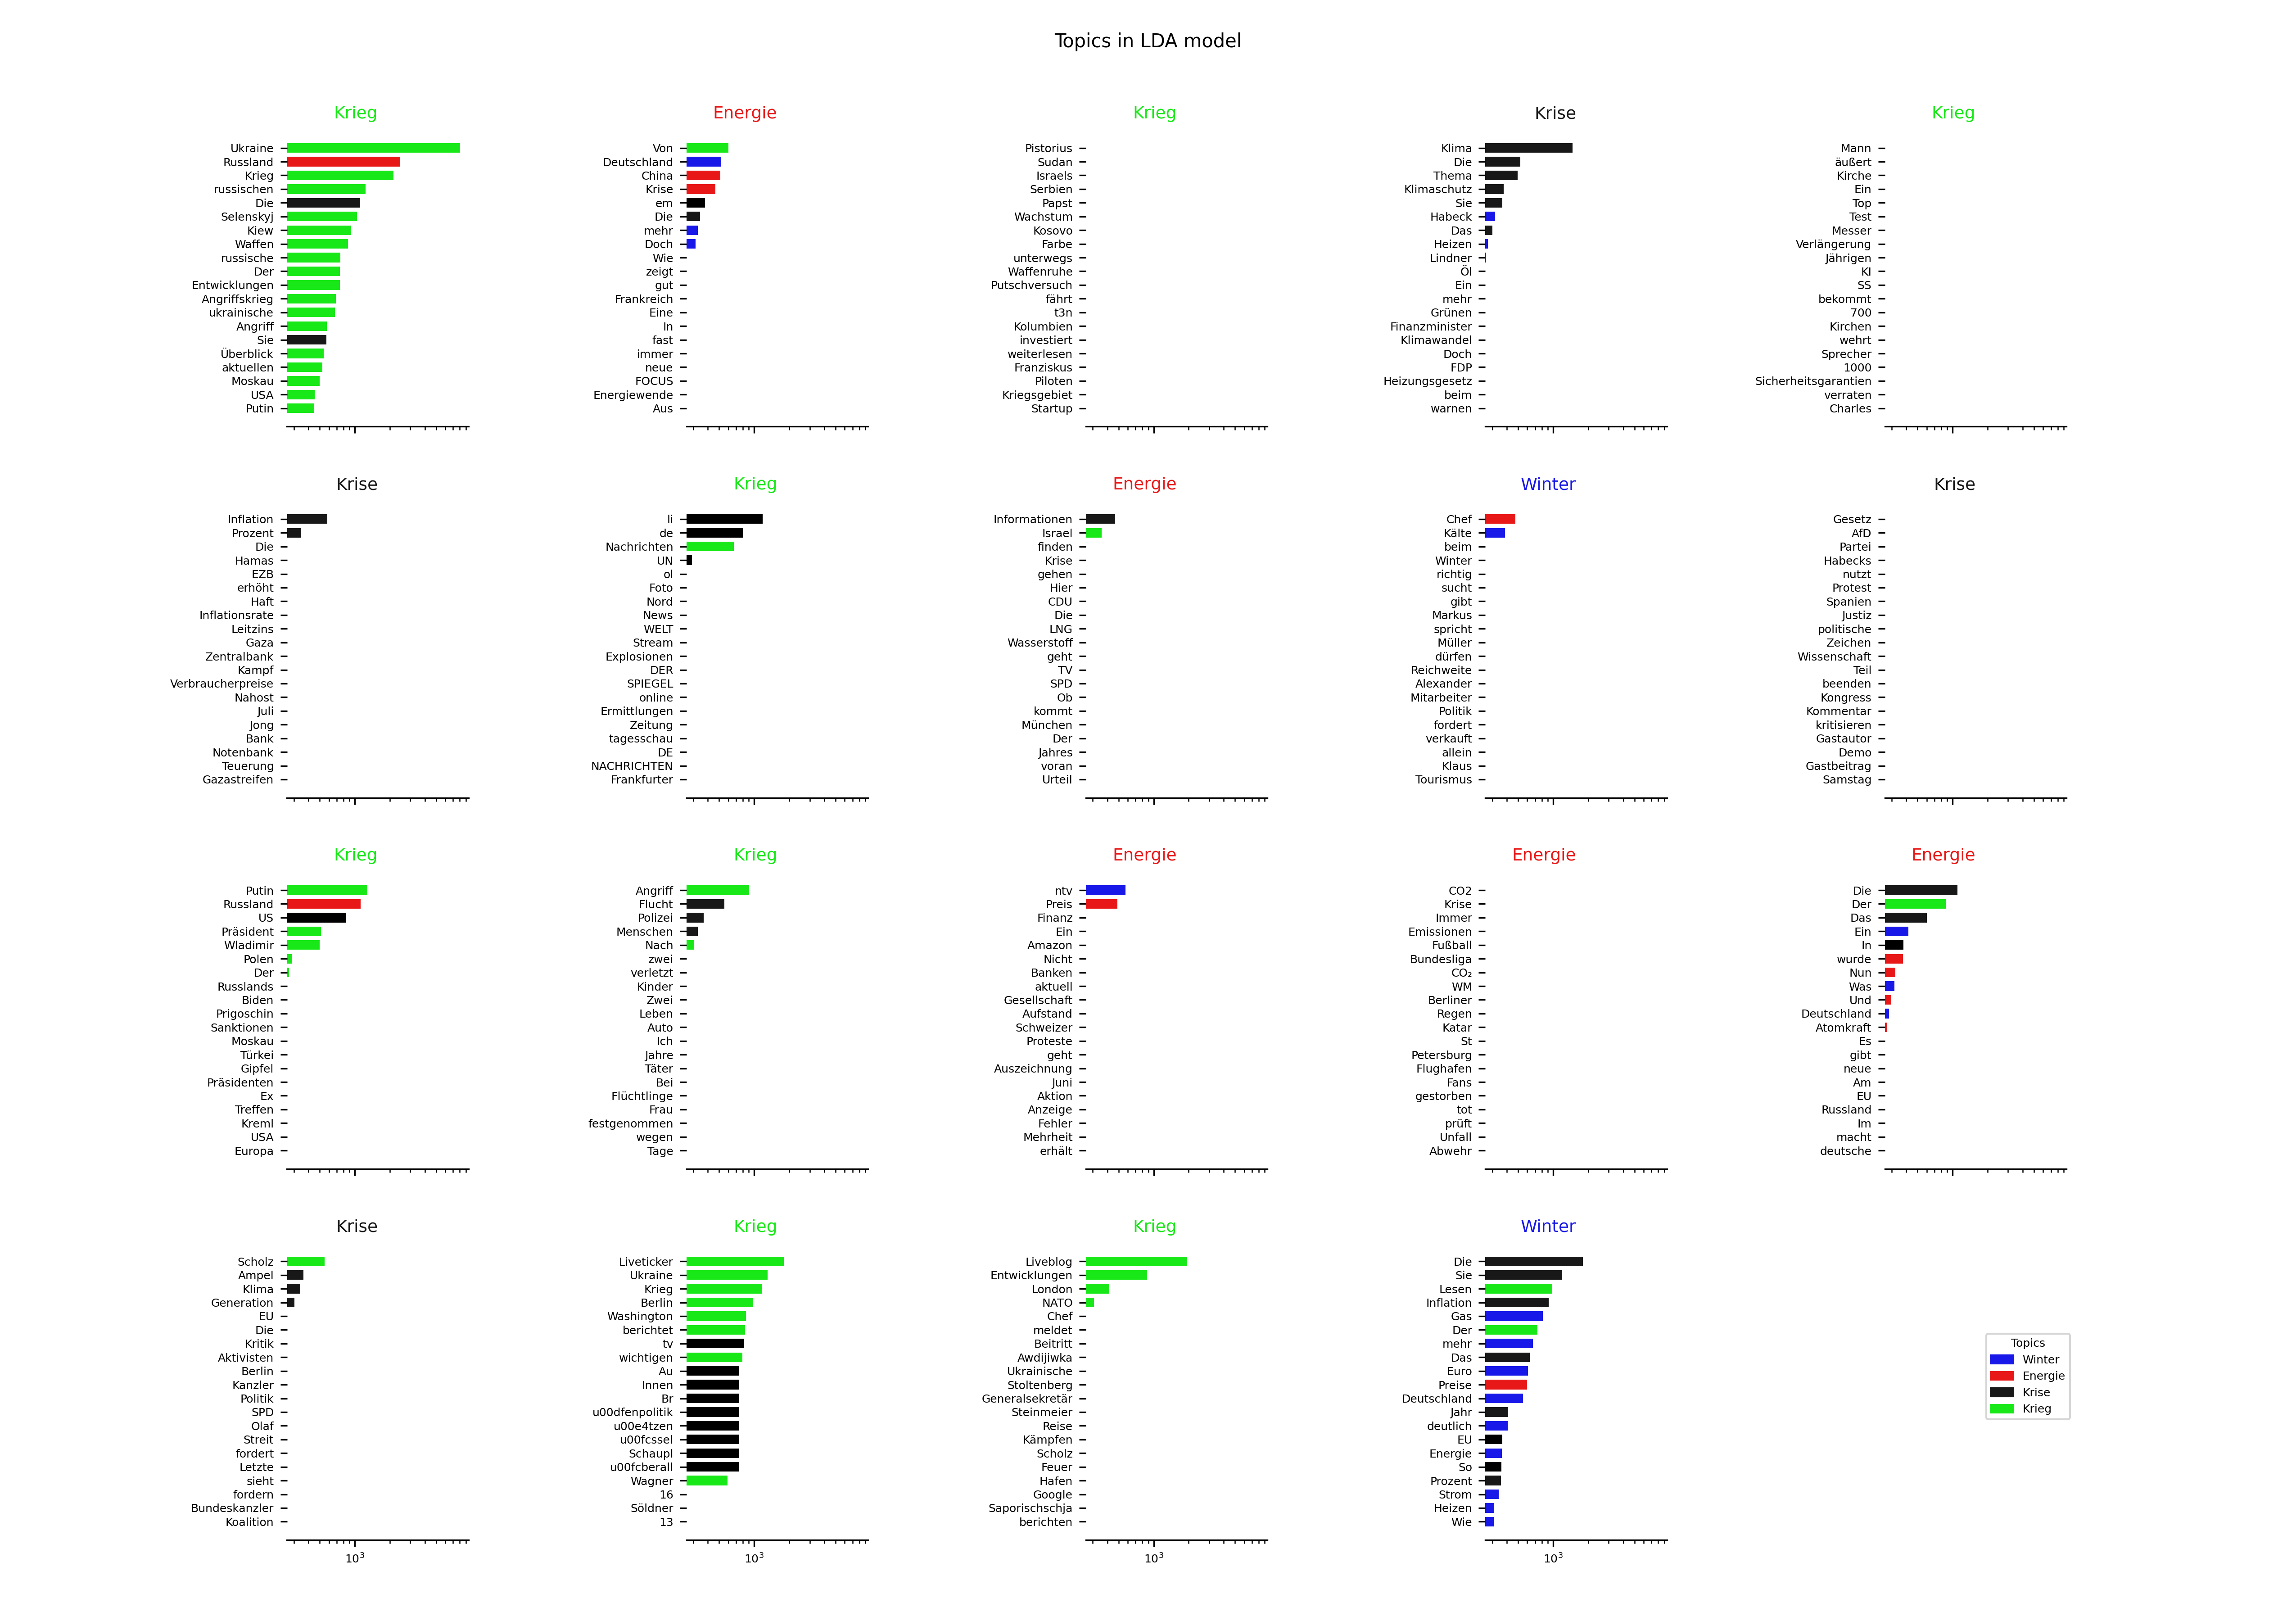 Topics in LDA model
Krieg
Ukraine
Russland
Krieg
russischen
Die
Selenskyj
Kiew
Waffen
russische
Der
Entwicklungen
Angriffskrieg
ukrainische
Angriff
Sie
Überblick
aktuellen
Moskau
USA
Putin
Energie
Von
Deutschland
China
Krise
em
Die
mehr
Doch
Wie
zeigt
gut
Frankreich
Eine
In
fast
immer
neue
FOCUS
Energiewende
Aus
Krieg
Pistorius
Sudan
Israels
Serbien
Papst
Wachstum
Kosovo
Farbe
unterwegs
Waffenruhe
Putschversuch
fährt
t3n
Kolumbien
investiert
weiterlesen
Franziskus
Piloten
Kriegsgebiet
Startup
Krise
Klima
Die
Thema
Klimaschutz
Sie
Habeck
Das
Heizen
Lindner
Öl
Ein
mehr
Grünen
Finanzminister
Klimawandel
Doch
FDP
Heizungsgesetz
beim
warnen
Krieg
Mann
äußert
Kirche
Ein
Top
Test
Messer
Verlängerung
Jährigen
KI
SS
bekommt
700
Kirchen
wehrt
Sprecher
1000
Sicherheitsgarantien
verraten
Charles
Krise
Inflation
Prozent
Die
Hamas
EZB
erhöht
Haft
Inflationsrate
Leitzins
Gaza
Zentralbank
Kampf
Verbraucherpreise
Nahost
Juli
Jong
Bank
Notenbank
Teuerung
Gazastreifen
Krieg
li
de
Nachrichten
UN
ol
Foto
Nord
News
WELT
Stream
Explosionen
DER
SPIEGEL
online
Ermittlungen
Zeitung
tagesschau
DE
NACHRICHTEN
Frankfurter
Energie
Informationen
Israel
finden
Krise
gehen
Hier
CDU
Die
LNG
Wasserstoff
geht
TV
SPD
Ob
kommt
München
Der
Jahres
voran
Urteil
Winter
Chef
Kälte
beim
Winter
richtig
sucht
gibt
Markus
spricht
Müller
dürfen
Reichweite
Alexander
Mitarbeiter
Politik
fordert
verkauft
allein
Klaus
Tourismus
Krise
Gesetz
AfD
Partei
Habecks
nutzt
Protest
Spanien
Justiz
politische
Zeichen
Wissenschaft
Teil
beenden
Kongress
Kommentar
kritisieren
Gastautor
Demo
Gastbeitrag
Samstag
Krieg
Putin
Russland
US
Präsident
Wladimir
Polen
Der
Russlands
Biden
Prigoschin
Sanktionen
Moskau
Türkei
Gipfel
Präsidenten
Ex
Treffen
Kreml
USA
Europa
Krieg
Angriff
Flucht
Polizei
Menschen
Nach
zwei
verletzt
Kinder
Zwei
Leben
Auto
Ich
Jahre
Täter
Bei
Flüchtlinge
Frau
festgenommen
wegen
Tage
Energie
ntv
Preis
Finanz
Ein
Amazon
Nicht
Banken
aktuell
Gesellschaft
Aufstand
Schweizer
Proteste
geht
Auszeichnung
Juni
Aktion
Anzeige
Fehler
Mehrheit
erhält
Energie
CO2
Krise
Immer
Emissionen
Fußball
Bundesliga
CO₂
WM
Berliner
Regen
Katar
St
Petersburg
Flughafen
Fans
gestorben
tot
prüft
Unfall
Abwehr
Energie
Die
Der
Das
Ein
In
wurde
Nun
Was
Und
Deutschland
Atomkraft
Es
gibt
neue
Am
EU
Russland
Im
macht
deutsche
Krise
Scholz
Ampel
Klima
Generation
EU
Die
Kritik
Aktivisten
Berlin
Kanzler
Politik
SPD
Olaf
Streit
fordert
Letzte
sieht
fordern
Bundeskanzler
Koalition
10³
Krieg
Liveticker
Ukraine
Krieg
Berlin
Washington
berichtet
tv
wichtigen
Au
Innen
Br
u00dfenpolitik
u00e4tzen
u00fcssel
Schaupl
u00fcberall
Wagner
16
Söldner
13
10³
Krieg
Liveblog
Entwicklungen
London
NATO
Chef
meldet
Beitritt
Awdijiwka
Ukrainische
Stoltenberg
Generalsekretär
Steinmeier
Reise
Kämpfen
Scholz
Feuer
Hafen
Google
Saporischschja
berichten
10³
Winter
Die
Sie
Lesen
Inflation
Gas
Der
mehr
Das
Euro
Preise
Deutschland
Jahr
deutlich
EU
Energie
So
Prozent
Strom
Heizen
Wie
10³
Topics
Winter
Energie
Krise
Krieg